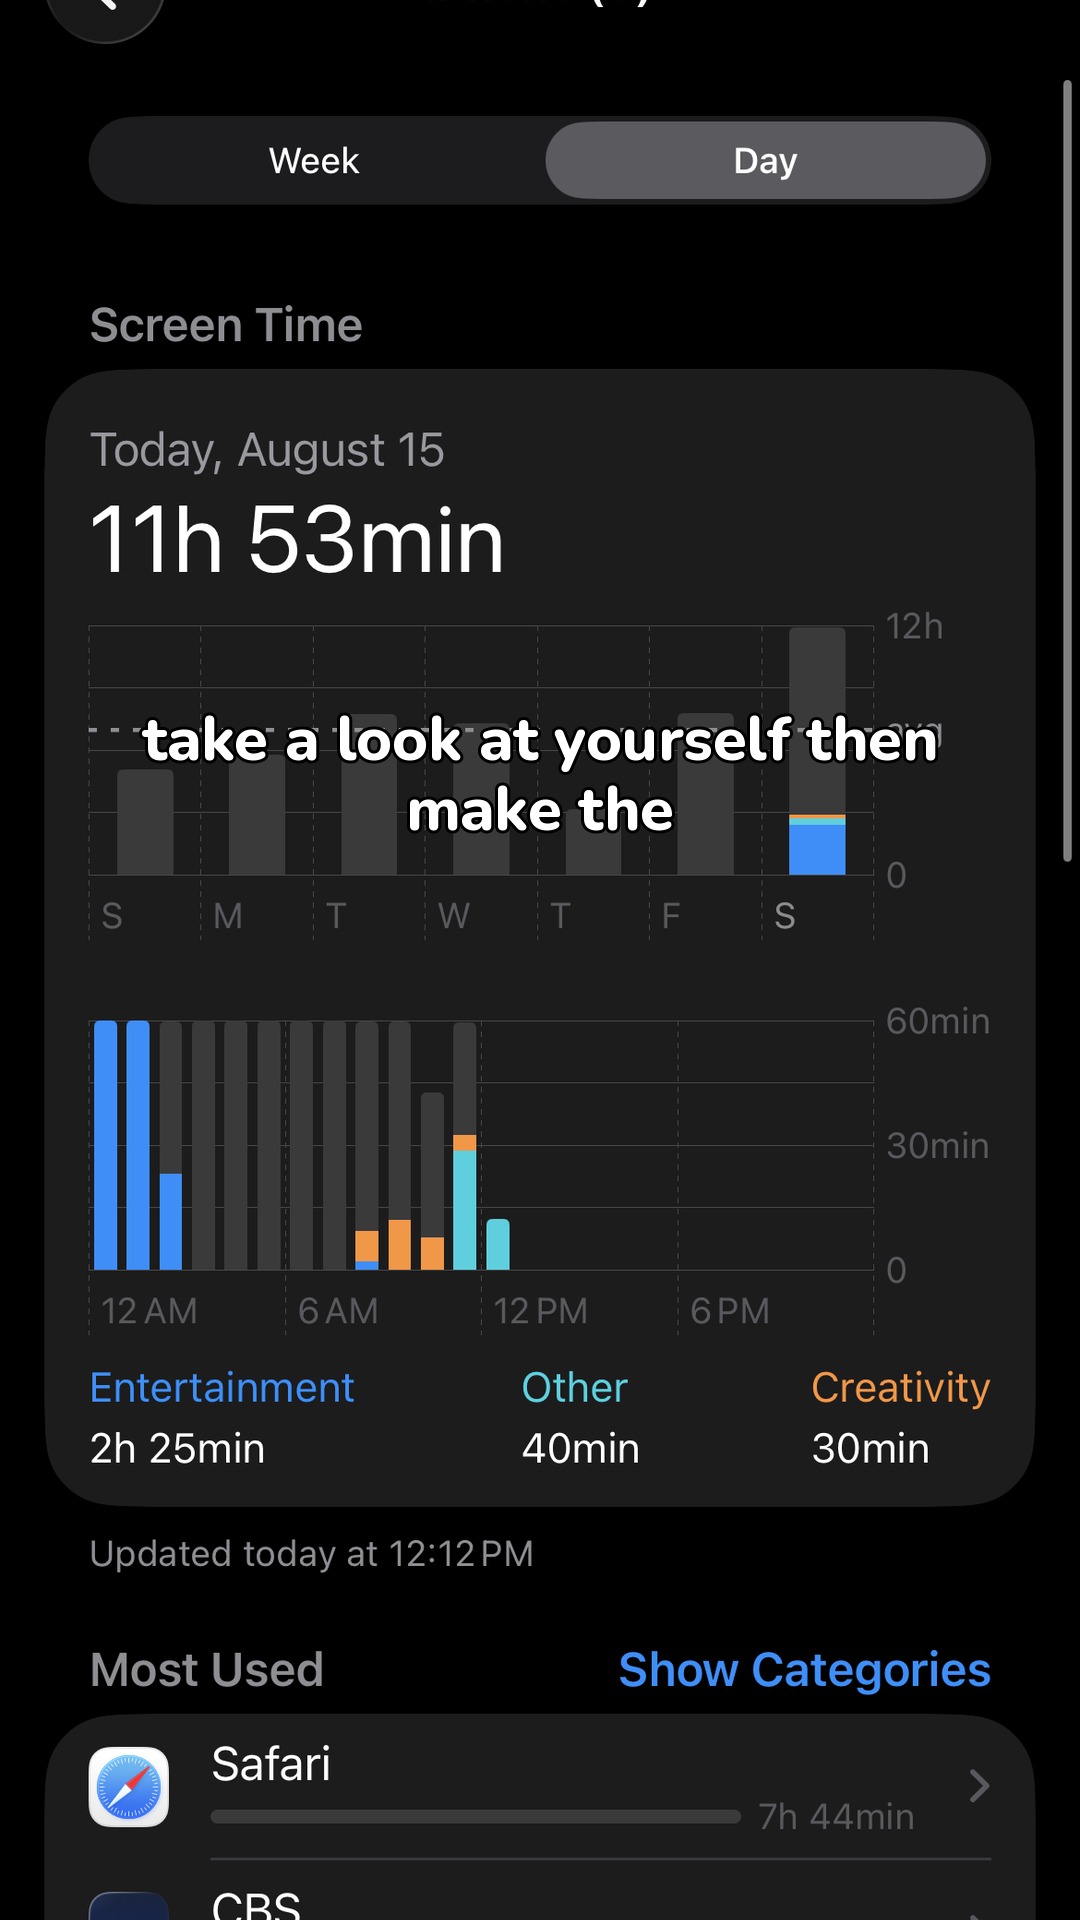 Week Day
Screen Time
Today, August 15
11h 53min
12h
avg
take a look at yourself then
make the
0
S M T W T F S
60min
30min
0
12 AM 6 AM 12 PM 6 PM
Entertainment Other Creativity
2h 25min 40min 30min
Updated today at 12:12 PM
Most Used Show Categories
Safari
7h 44min
CBS